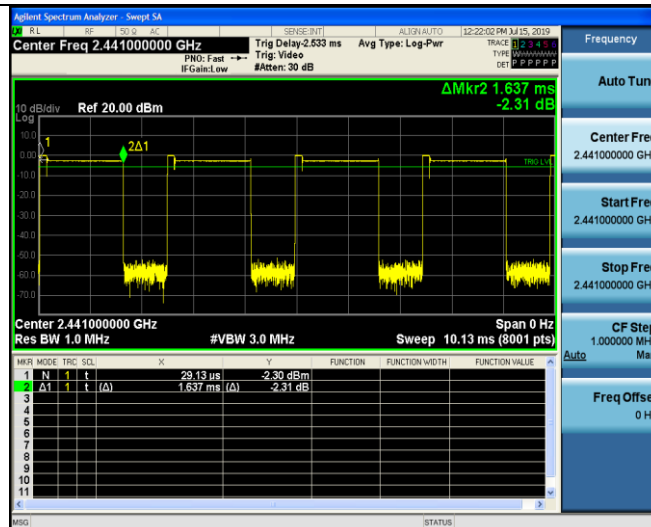 Agilent Spectrum Analyzer - Swept SA
RL RF 50 Ω AC SENSE:INT ALIGN AUTO 12:22:02 PM Jul 15, 2019
Center Freq 2.441000000 GHz
PNO: Fast
IFGain:Low
Trig Delay-2.533 ms
Trig: Video
#Atten: 30 dB
Avg Type: Log-Pwr
TRACE 1 2 3 4 5 6
TYPE W
DET P P P P P P
ΔMkr2 1.637 ms
-2.31 dB
10 dB/div Ref 20.00 dBm
Log
10.0
0.00
-10.0
-20.0
-30.0
-40.0
-50.0
-60.0
-70.0
1
2Δ1
TRIG LVL
Center 2.441000000 GHz Span 0 Hz
Res BW 1.0 MHz #VBW 3.0 MHz Sweep 10.13 ms (8001 pts)
MKR MODE TRC SCL X Y FUNCTION FUNCTION WIDTH FUNCTION VALUE
1 N 1 t 29.13 µs -2.30 dBm
2 Δ1 1 t (Δ) 1.637 ms (Δ) -2.31 dB
3
4
5
6
7
8
9
10
11
MSG STATUS
Frequency
Auto Tun
Center Fre
2.441000000 GH
Start Fre
2.441000000 GH
Stop Fre
2.441000000 GH
CF Step
1.000000 MH
Auto Ma
Freq Offse
0 H